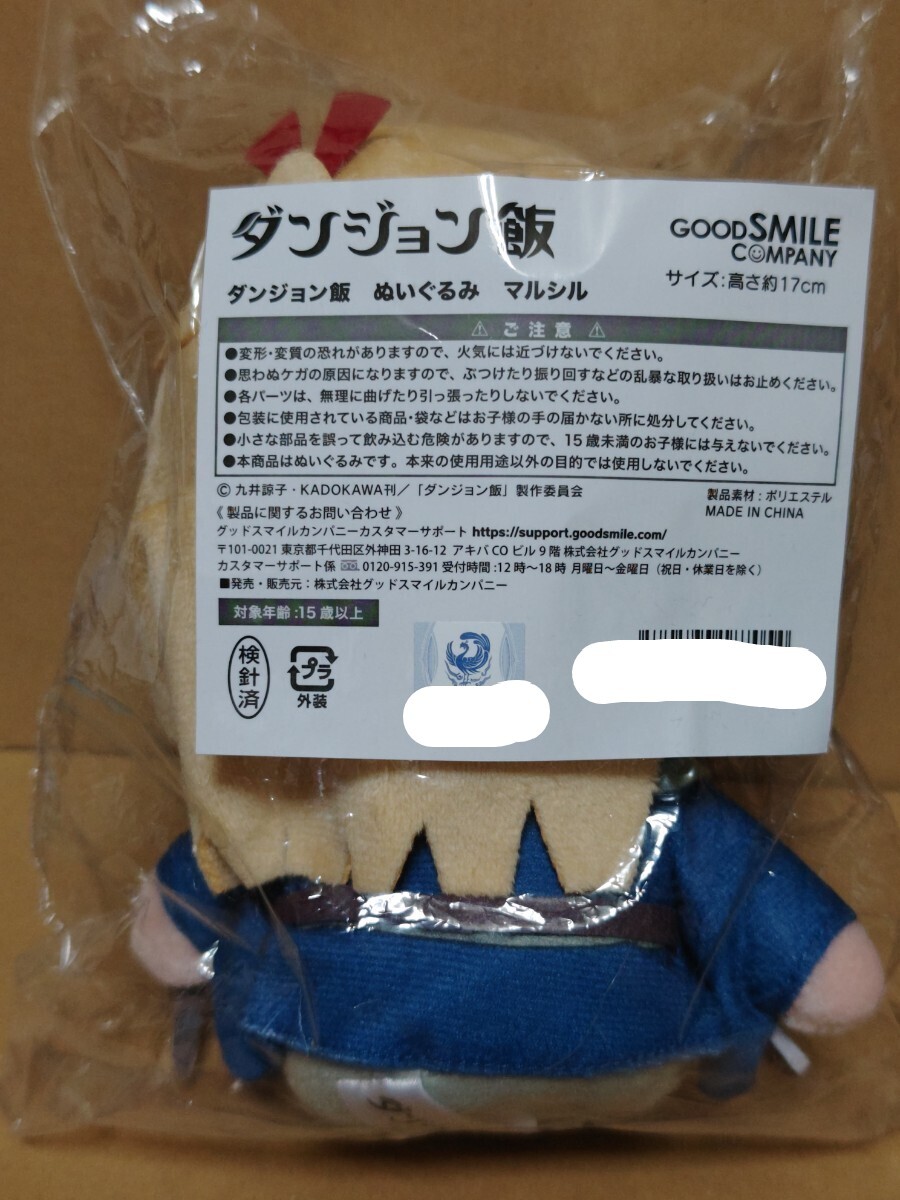 ダンジョン飯
GOODSMILE
COMPANY
サイズ:高さ約17cm
ダンジョン飯 ぬいぐるみ マルシル
⚠ ご注意 ⚠
●変形・変質の恐れがありますので、火気には近づけないでください。
●思わぬケガの原因になりますので、ぶつけたり振り回すなどの乱暴な取り扱いはお止めください。
●各パーツは、無理に曲げたり引っ張ったりしないでください。
●包装に使用されている商品・袋などはお子様の手の届かない所に処分してください。
●小さな部品を誤って飲み込む危険がありますので、15歳未満のお子様には与えないでください。
●本商品はぬいぐるみです。本来の使用用途以外の目的では使用しないでください。
© 九井諒子・KADOKAWA刊/「ダンジョン飯」製作委員会
製品素材:ポリエステル
MADE IN CHINA
《 製品に関するお問い合わせ 》
グッドスマイルカンパニーカスタマーサポート https://support.goodsmile.com/
〒101-0021 東京都千代田区外神田 3-16-12 アキバ CO ビル 9 階 株式会社グッドスマイルカンパニー
カスタマーサポート係 0120-915-391 受付時間:12 時〜18 時 月曜日〜金曜日(祝日・休業日を除く)
■発売・販売元:株式会社グッドスマイルカンパニー
対象年齢:15 歳以上
検針済
プラ
外装